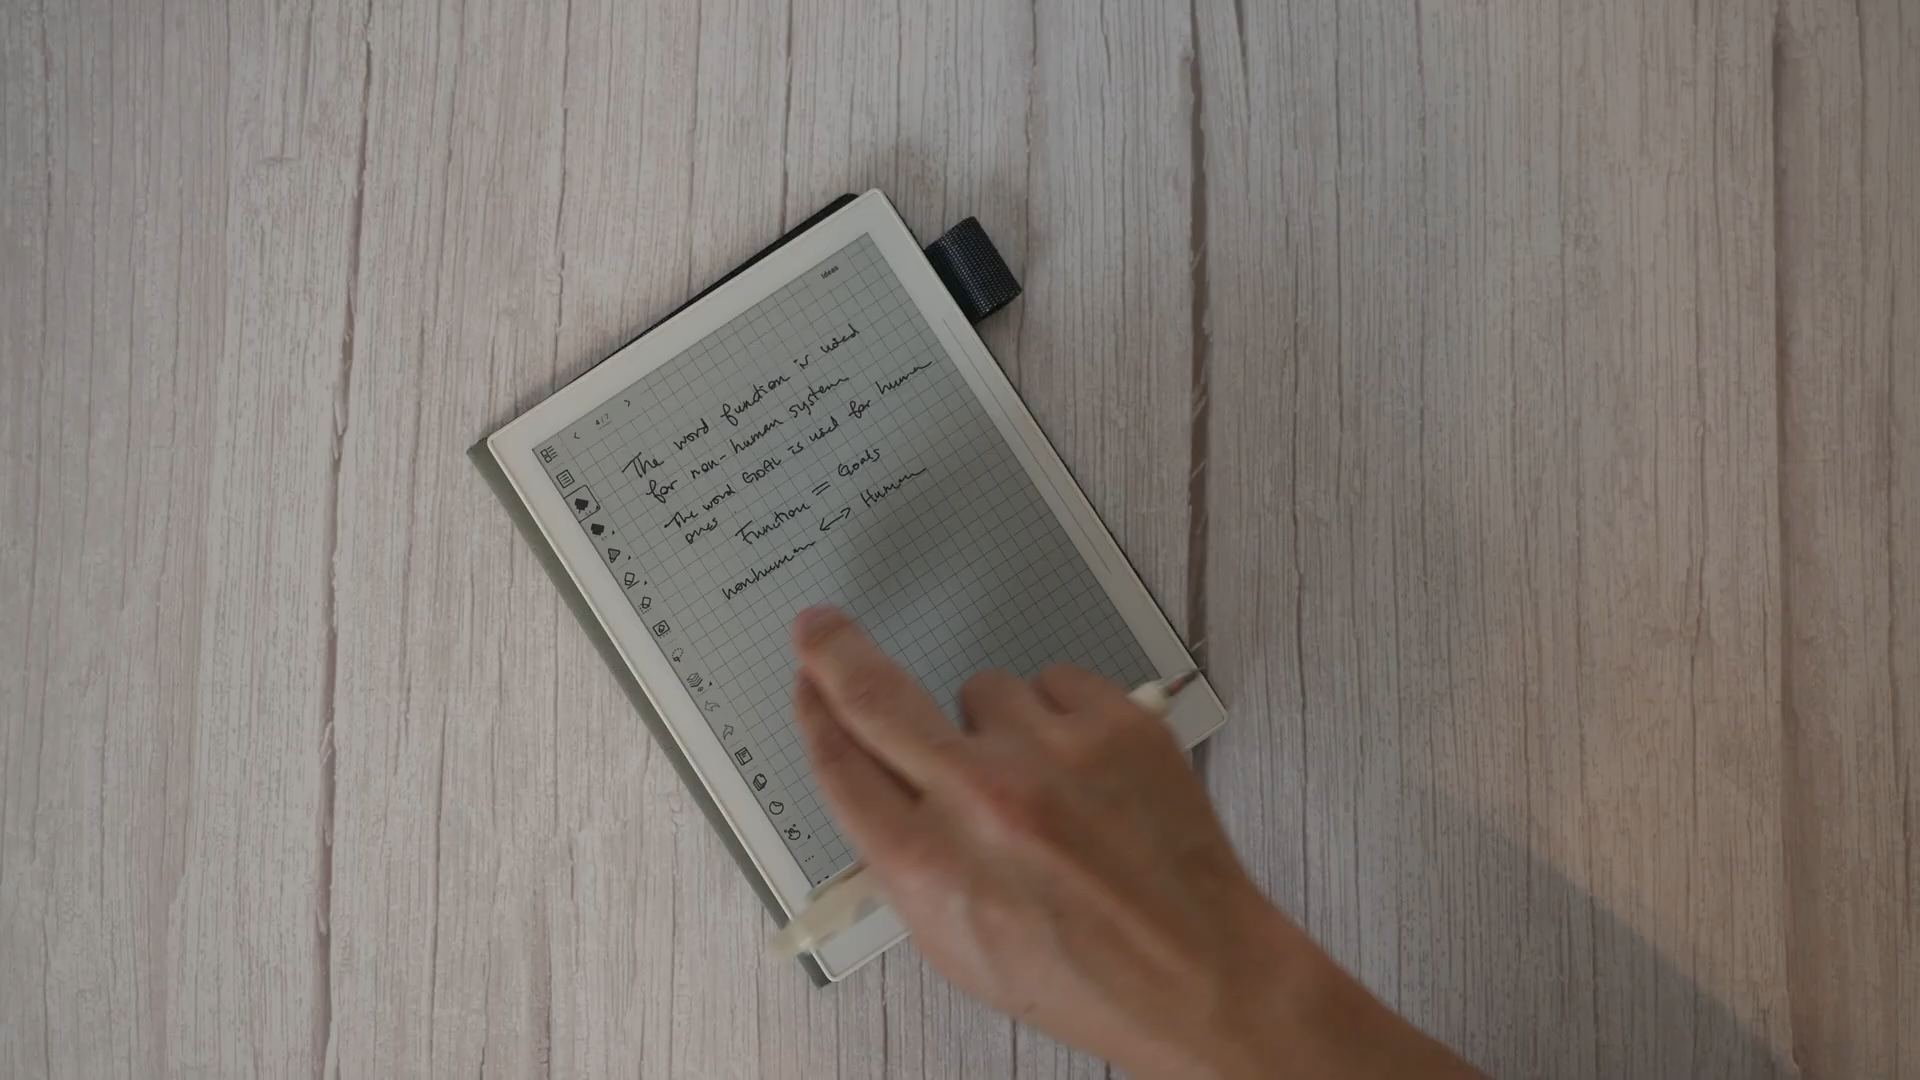 Ideas
4/7
The word function is used
for non-human system
The word GOAL is used for human
ones
Function = Goals
nonhuman <-> Human